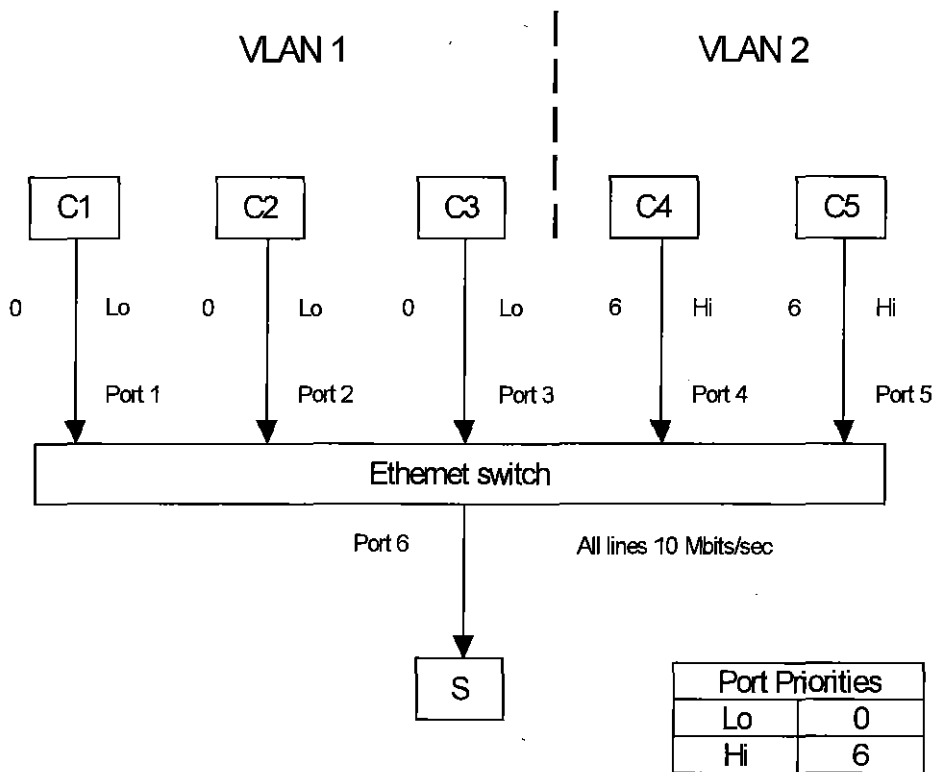 VLAN 1 VLAN 2
C1 C2 C3 C4 C5
0 Lo 0 Lo 0 Lo 6 Hi 6 Hi
Port 1 Port 2 Port 3 Port 4 Port 5
Ethernet switch
Port 6 All lines 10 Mbits/sec
S
Port Priorities
Lo 0
Hi 6